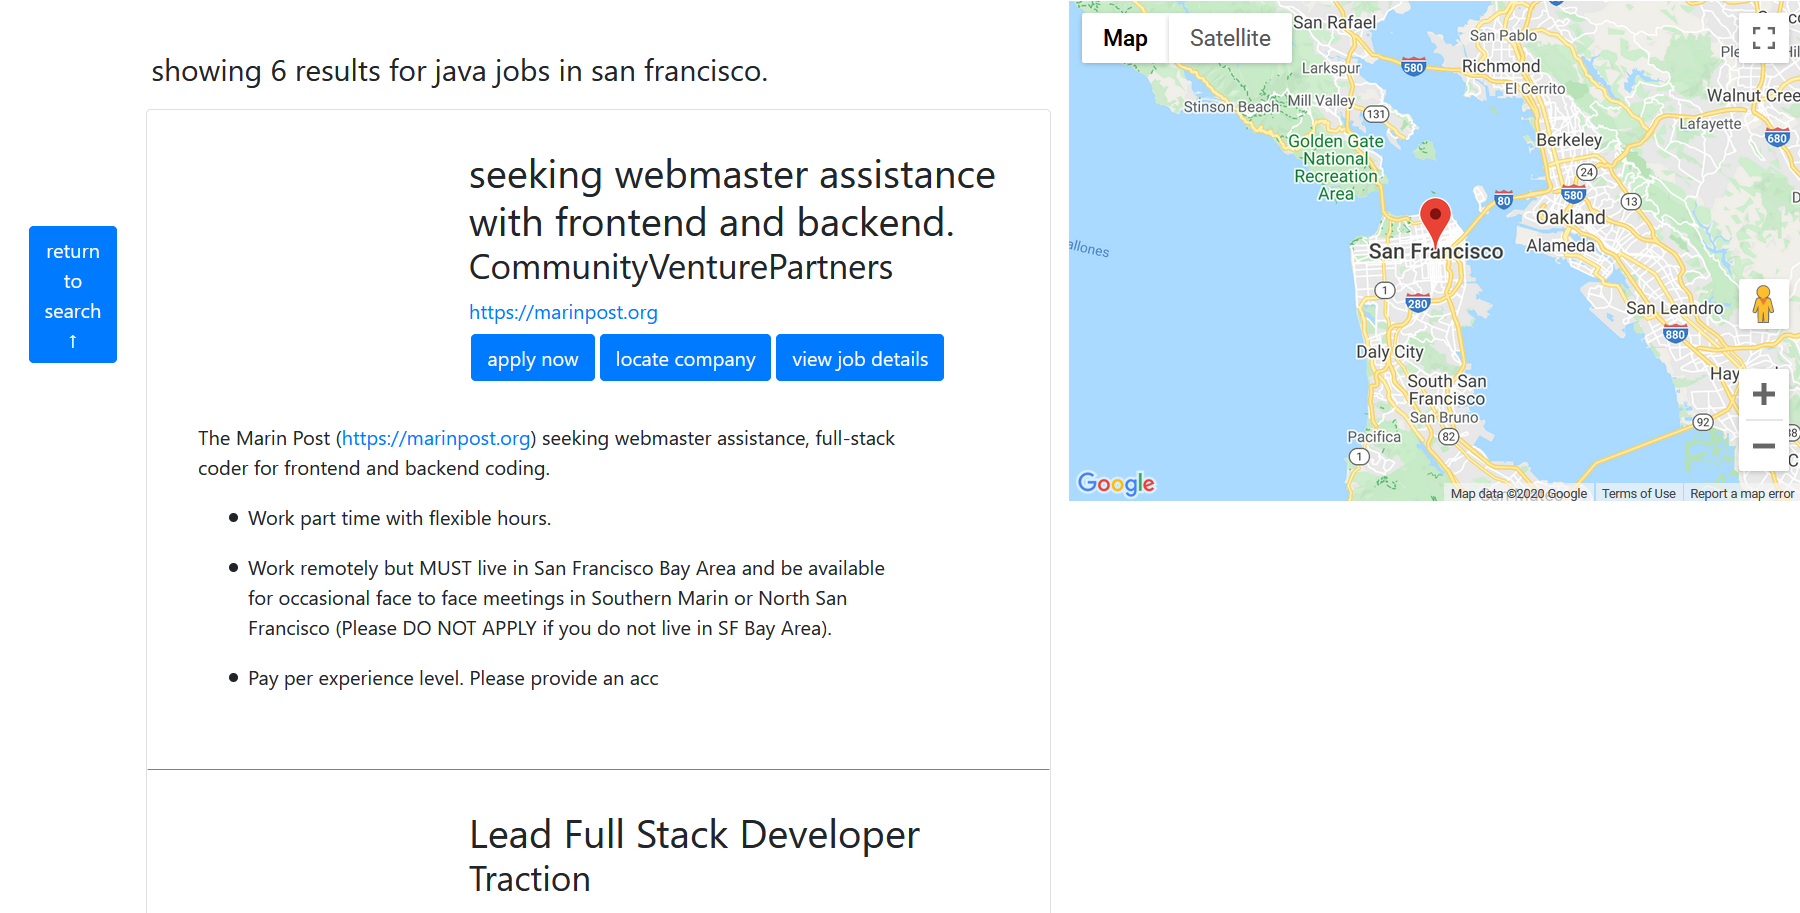 showing 6 results for java jobs in san francisco.
return
to
search
↑
seeking webmaster assistance
with frontend and backend.
CommunityVenturePartners
https://marinpost.org
apply now
locate company
view job details
The Marin Post (https://marinpost.org) seeking webmaster assistance, full-stack
coder for frontend and backend coding.
Work part time with flexible hours.
Work remotely but MUST live in San Francisco Bay Area and be available
for occasional face to face meetings in Southern Marin or North San
Francisco (Please DO NOT APPLY if you do not live in SF Bay Area).
Pay per experience level. Please provide an acc
Lead Full Stack Developer
Traction
Map
Satellite
San Rafael
San Pablo
Larkspur
580
Richmond
El Cerrito
Walnut Cree
Stinson Beach
Mill Valley
131
Lafayette
680
Golden Gate
National
Recreation
Area
Berkeley
24
80
580
13
Oakland
San Francisco
Alameda
allones
1
280
San Leandro
880
Daly City
Hay
South San
Francisco
San Bruno
92
Pacifica
82
1
Google
Map data ©2020 Google
Terms of Use
Report a map error